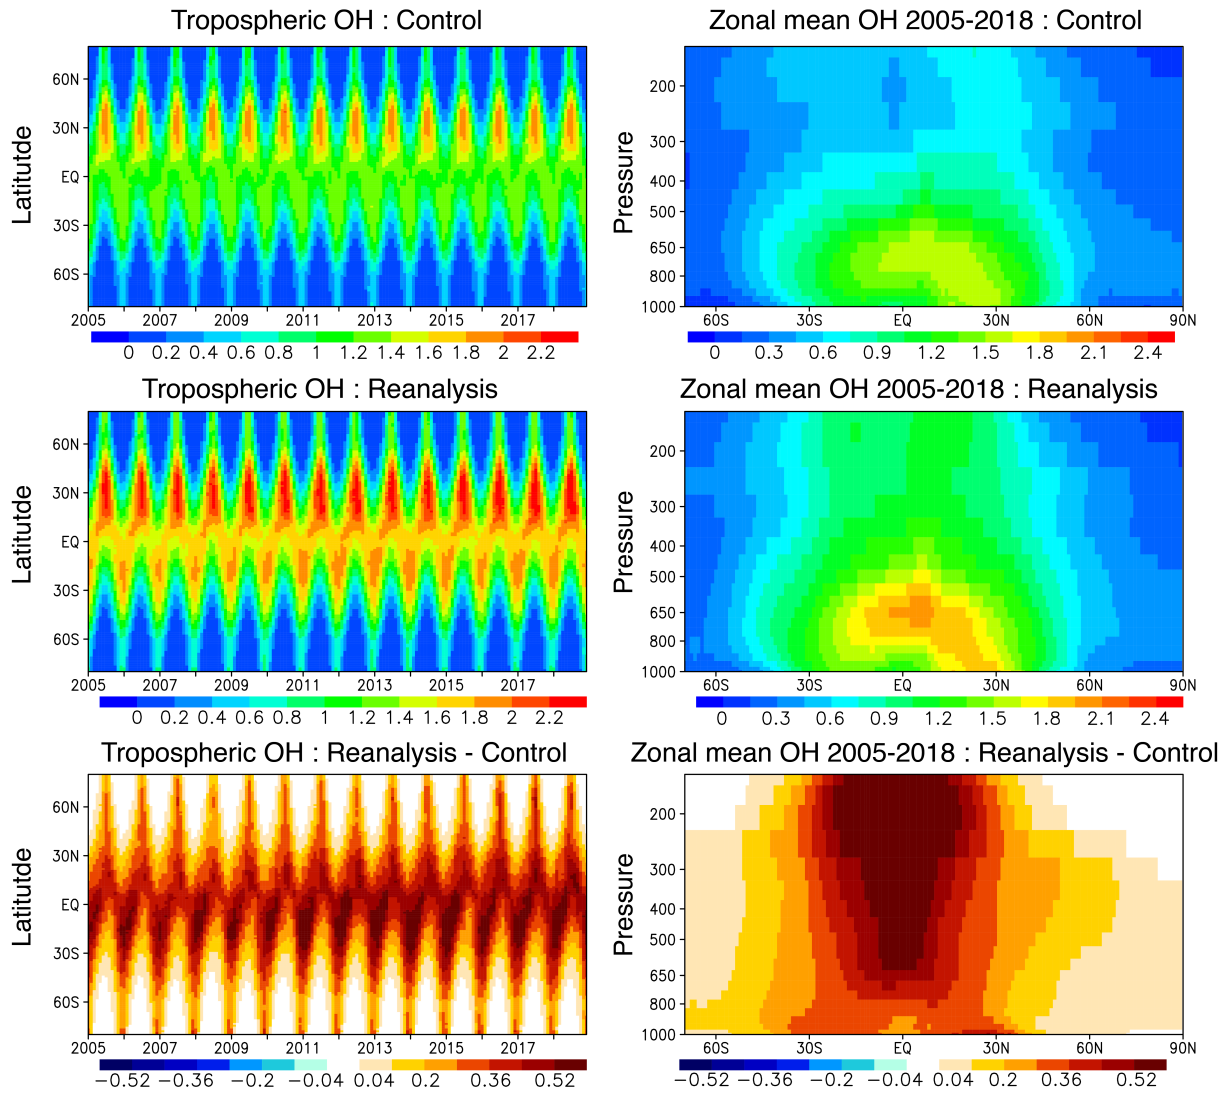 Tropospheric OH : Control
Zonal mean OH 2005-2018 : Control
Latitutde
60N
30N
EQ
30S
60S
2005 2007 2009 2011 2013 2015 2017
0 0.2 0.4 0.6 0.8 1 1.2 1.4 1.6 1.8 2 2.2
Pressure
200
300
400
500
650
800
1000
60S 30S EQ 30N 60N 90N
0 0.3 0.6 0.9 1.2 1.5 1.8 2.1 2.4
Tropospheric OH : Reanalysis
Zonal mean OH 2005-2018 : Reanalysis
Latitutde
60N
30N
EQ
30S
60S
2005 2007 2009 2011 2013 2015 2017
0 0.2 0.4 0.6 0.8 1 1.2 1.4 1.6 1.8 2 2.2
Pressure
200
300
400
500
650
800
1000
60S 30S EQ 30N 60N 90N
0 0.3 0.6 0.9 1.2 1.5 1.8 2.1 2.4
Tropospheric OH : Reanalysis - Control
Zonal mean OH 2005-2018 : Reanalysis - Control
Latitutde
60N
30N
EQ
30S
60S
2005 2007 2009 2011 2013 2015 2017
−0.52 −0.36 −0.2 −0.04 0.04 0.2 0.36 0.52
Pressure
200
300
400
500
650
800
1000
60S 30S EQ 30N 60N 90N
−0.52 −0.36 −0.2 −0.04 0.04 0.2 0.36 0.52